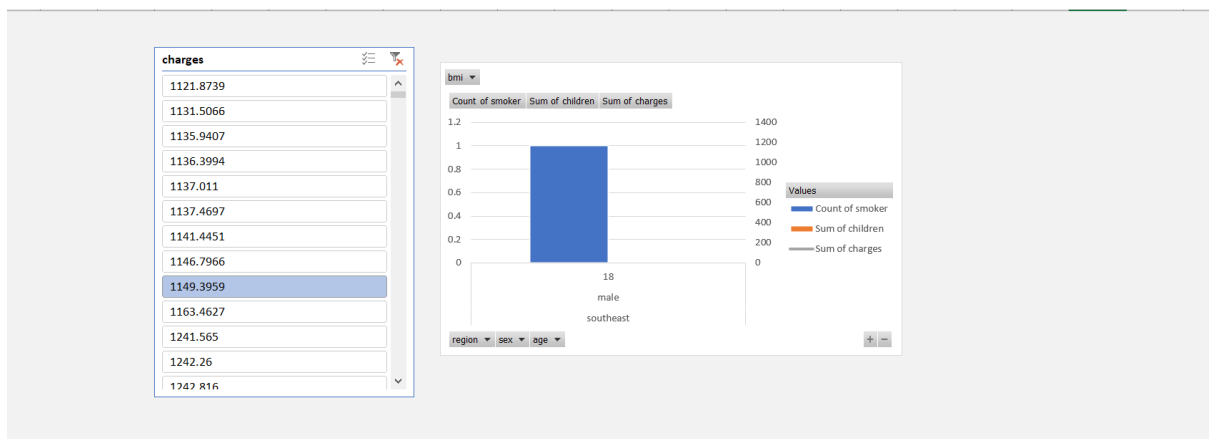 charges
1121.8739
1131.5066
1135.9407
1136.3994
1137.011
1137.4697
1141.4451
1146.7966
1149.3959
1163.4627
1241.565
1242.26
1242.816
bmi
Count of smoker Sum of children Sum of charges
1.2 1400
1 1200
0.8 1000
800
0.6 600
0.4 400
0.2 200
0 0
18
male
southeast
Values
Count of smoker
Sum of children
Sum of charges
region sex age
+ −